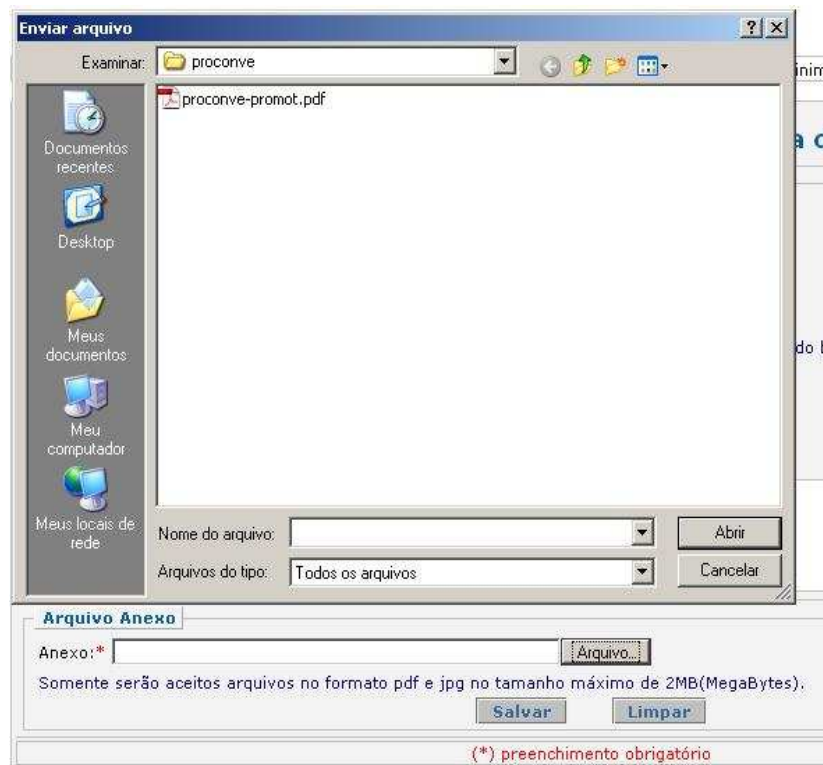 Enviar arquivo
Examinar: proconve
proconve-promot.pdf
Documentos
recentes
Desktop
Meus
documentos
Meu
computador
Meus locais de
rede
Nome do arquivo:
Abrir
Arquivos do tipo: Todos os arquivos
Cancelar
Arquivo Anexo
Anexo:* Arquivo...
Somente serão aceitos arquivos no formato pdf e jpg no tamanho máximo de 2MB(MegaBytes).
Salvar Limpar
(*) preenchimento obrigatório